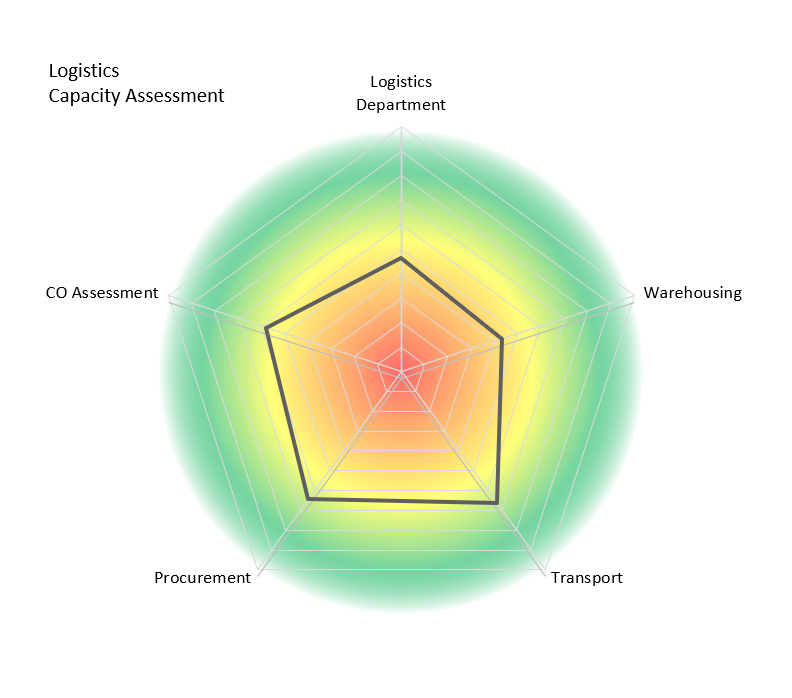 Logistics
Capacity Assessment
Logistics
Department
CO Assessment
Warehousing
Procurement
Transport